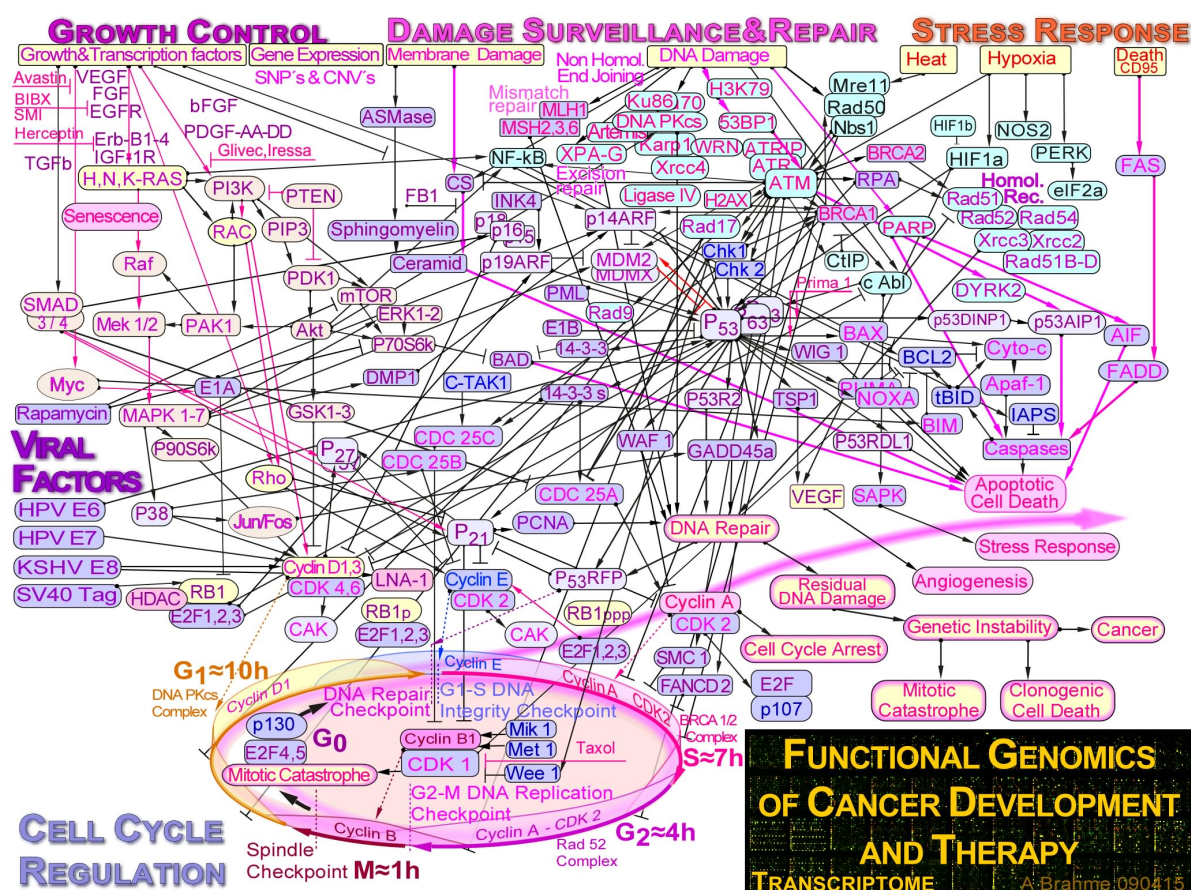 GROWTH CONTROL
DAMAGE SURVEILLANCE&REPAIR
STRESS RESPONSE
Growth&Transcription factors
Gene Expression
Membrane Damage
DNA Damage
Heat
Hypoxia
Death
CD95
Avastin
VEGF
FGF
EGFR
BIBX
SMI
Herceptin
Erb-B1-4
IGF-1R
TGFb
SNP´s & CNV´s
bFGF
PDGF-AA-DD
Glivec,Iressa
H,N,K-RAS
PI3K
PTEN
Senescence
RAC
PIP3
Raf
PDK1
SMAD
3 / 4
Mek 1/2
PAK1
Akt
mTOR
ERK1-2
P70S6k
Myc
E1A
DMP1
Rapamycin
MAPK 1-7
GSK1-3
P90S6k
P27
Rho
P38
Jun/Fos
ASMase
FB1
CS
Sphingomyelin
Ceramid
NF-kB
INK4
p18
p16
p19ARF
p14ARF
Non Homol.
End Joining
Mismatch
repair
MLH1
MSH2,3,6
Excision
repair
XPA-G
Ku86
DNA PKcs
Artemis
Karp1
Xrcc4
Ligase IV
H3K79
53BP1
WRN
ATRIP
ATR
H2AX
ATM
Rad17
Mre11
Rad50
Nbs1
BRCA2
RPA
BRCA1
HIF1b
HIF1a
NOS2
PERK
eIF2a
FAS
Homol.
Rec.
Rad51
Rad52
Rad54
Xrcc3
Xrcc2
Rad51B-D
PARP
DYRK2
Chk1
Chk 2
CtIP
c Abl
Prima 1
MDM2
MDMX
PML
Rad9
P53
63
E1B
14-3-3
BAD
C-TAK1
14-3-3 s
CDC 25C
CDC 25B
CDC 25A
WAF 1
P53R2
GADD45a
TSP1
WIG 1
BAX
PUMA
NOXA
BCL2
BIM
tBID
p53DINP1
p53AIP1
Cyto-c
Apaf-1
IAPS
Caspases
AIF
FADD
P53RDL1
VEGF
SAPK
Apoptotic
Cell Death
Stress Response
Angiogenesis
VIRAL
FACTORS
HPV E6
HPV E7
KSHV E8
SV40 Tag
HDAC
RB1
E2F1,2,3
Cyclin D1,3
CDK 4,6
LNA-1
CAK
RB1p
E2F1,2,3
P21
PCNA
Cyclin E
CDK 2
CAK
P53RFP
RB1ppp
E2F1,2,3
DNA Repair
Cyclin A
CDK 2
Residual
DNA Damage
Cell Cycle Arrest
Genetic Instability
Cancer
Mitotic
Catastrophe
Clonogenic
Cell Death
SMC 1
FANCD 2
E2F
p107
G1≈10h
DNA PKcs
Complex
Cyclin D1
Cyclin E
Cyclin A
CDK2
DNA Repair
Checkpoint
G1-S DNA
Integrity Checkpoint
p130
E2F4,5
G0
Mitotic Catastrophe
Cyclin B1
CDK 1
Mik 1
Met 1
Wee 1
Taxol
BRCA 1/2
Complex
S≈7h
G2-M DNA Replication
Checkpoint
Cyclin B
Cyclin A - CDK 2
G2≈4h
Rad 52
Complex
Spindle
Checkpoint
M≈1h
CELL CYCLE
REGULATION
FUNCTIONAL GENOMICS
OF CANCER DEVELOPMENT
AND THERAPY
TRANSCRIPTOME
A Brahme 090415